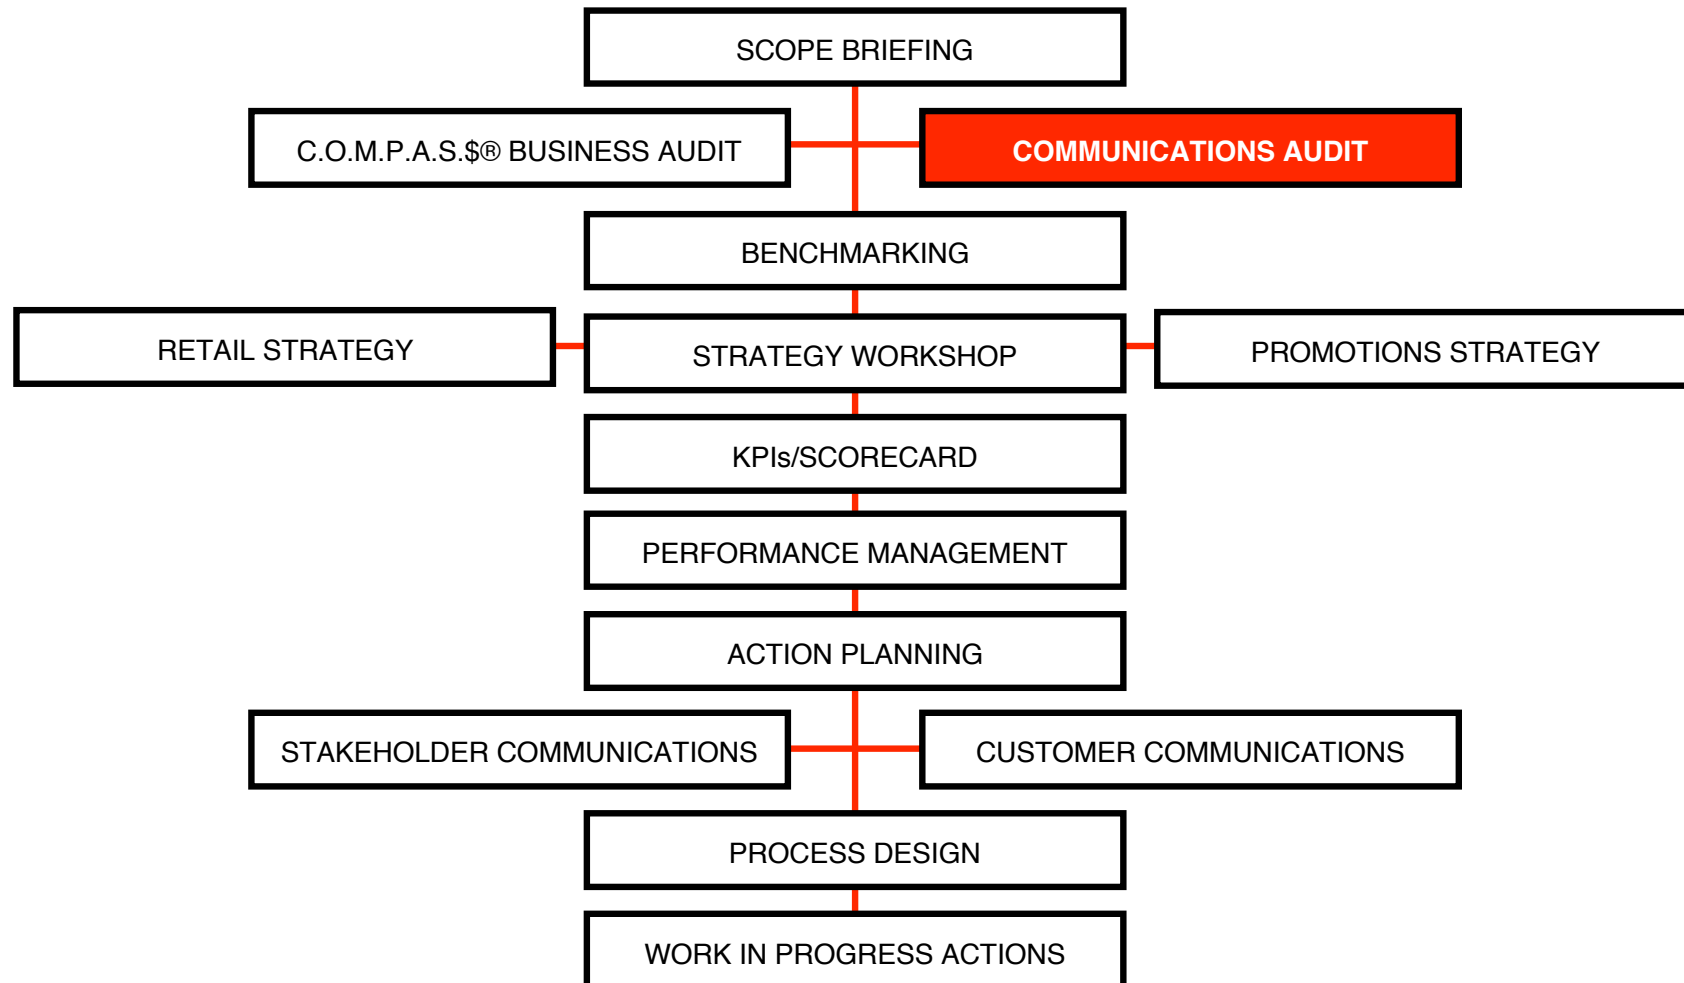 SCOPE BRIEFING
C.O.M.P.A.S.$® BUSINESS AUDIT
COMMUNICATIONS AUDIT
BENCHMARKING
RETAIL STRATEGY
STRATEGY WORKSHOP
PROMOTIONS STRATEGY
KPIs/SCORECARD
PERFORMANCE MANAGEMENT
ACTION PLANNING
STAKEHOLDER COMMUNICATIONS
CUSTOMER COMMUNICATIONS
PROCESS DESIGN
WORK IN PROGRESS ACTIONS